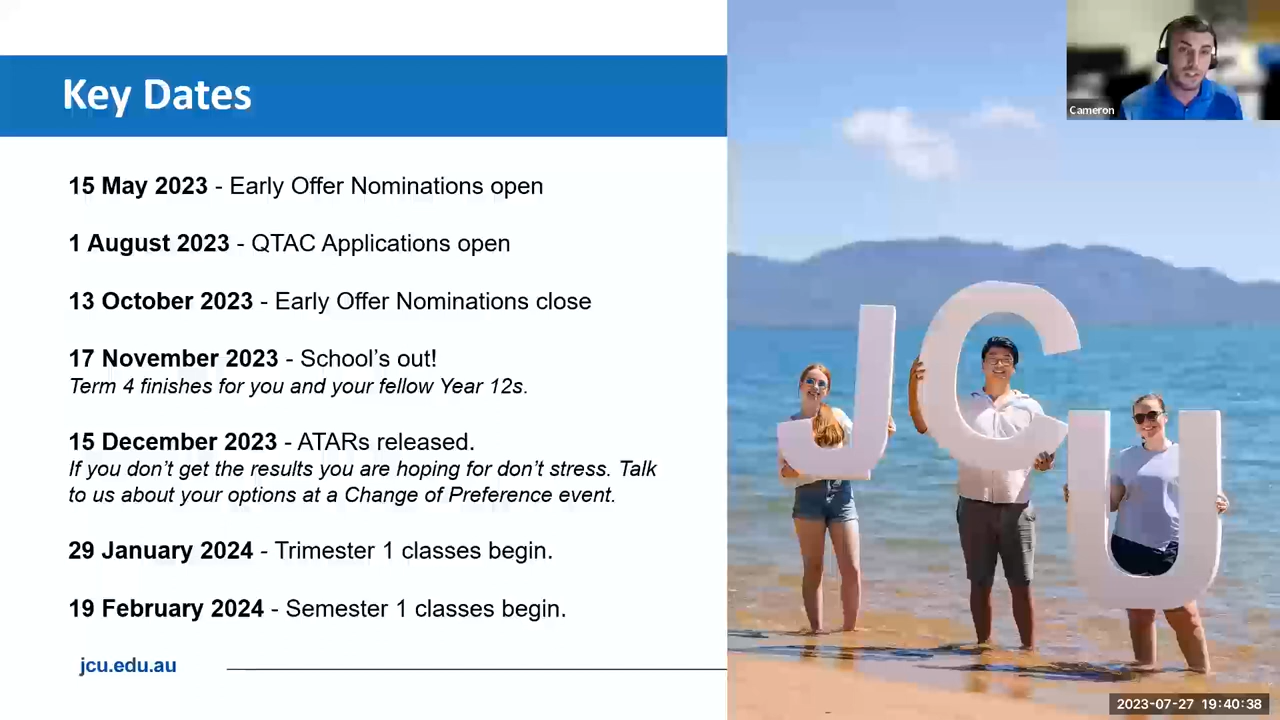 Key Dates
15 May 2023 - Early Offer Nominations open
1 August 2023 - QTAC Applications open
13 October 2023 - Early Offer Nominations close
17 November 2023 - School’s out!
Term 4 finishes for you and your fellow Year 12s.
15 December 2023 - ATARs released.
If you don’t get the results you are hoping for don’t stress. Talk
to us about your options at a Change of Preference event.
29 January 2024 - Trimester 1 classes begin.
19 February 2024 - Semester 1 classes begin.
jcu.edu.au
Cameron
JCU
2023-07-27 19:40:38